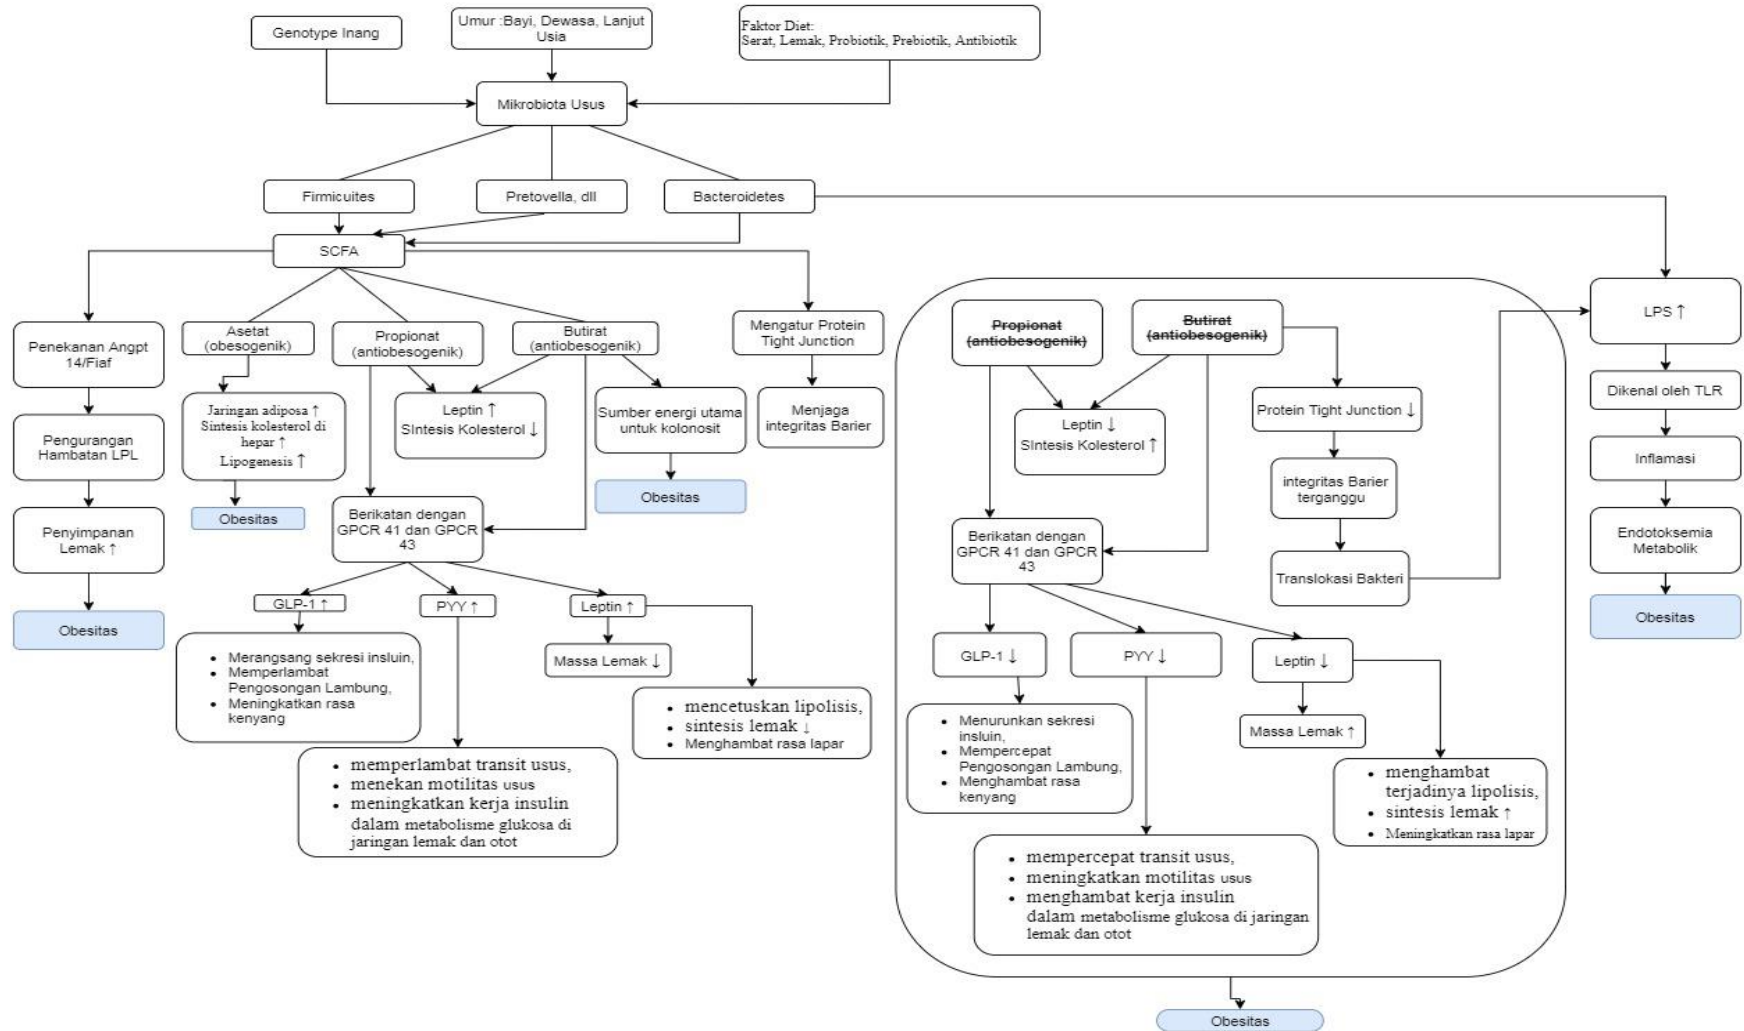 Genotype Inang
Umur :Bayi, Dewasa, Lanjut
Usia
Faktor Diet:
Serat, Lemak, Probiotik, Prebiotik, Antibiotik
Mikrobiota Usus
Firmicuites
Pretovella, dll
Bacteroidetes
SCFA
Penekanan Angpt
14/Fiaf
Pengurangan
Hambatan LPL
Penyimpanan
Lemak ↑
Obesitas
Asetat
(obesogenik)
Jaringan adiposa ↑
Sintesis kolesterol di
hepar ↑
Lipogenesis ↑
Obesitas
Propionat
(antiobesogenik)
Butirat
(antiobesogenik)
Leptin ↑
SIntesis Kolesterol ↓
Sumber energi utama
untuk kolonosit
Obesitas
Mengatur Protein
Tight Junction
Menjaga
integritas Barier
Berikatan dengan
GPCR 41 dan GPCR
43
GLP-1 ↑
PYY ↑
Leptin ↑
• Merangsang sekresi insluin,
• Memperlambat
Pengosongan Lambung,
• Meningkatkan rasa
kenyang
Massa Lemak ↓
• mencetuskan lipolisis,
• sintesis lemak ↓
• Menghambat rasa lapar
• memperlambat transit usus,
• menekan motilitas usus
• meningkatkan kerja insulin
dalam metabolisme glukosa di
jaringan lemak dan otot
Propionat
(antiobesogenik)
Butirat
(antiobesogenik)
Leptin ↓
SIntesis Kolesterol ↑
Protein Tight Junction ↓
integritas Barier
terganggu
Translokasi Bakteri
Berikatan dengan
GPCR 41 dan GPCR
43
GLP-1 ↓
PYY ↓
Leptin ↓
• Menurunkan sekresi
insluin,
• Mempercepat
Pengosongan Lambung,
• Menghambat rasa
kenyang
Massa Lemak ↑
• menghambat
terjadinya lipolisis,
• sintesis lemak ↑
• Meningkatkan rasa lapar
• mempercepat transit usus,
• meningkatkan motilitas usus
• menghambat kerja insulin
dalam metabolisme glukosa di jaringan
lemak dan otot
Obesitas
LPS ↑
Dikenal oleh TLR
Inflamasi
Endotoksemia
Metabolik
Obesitas